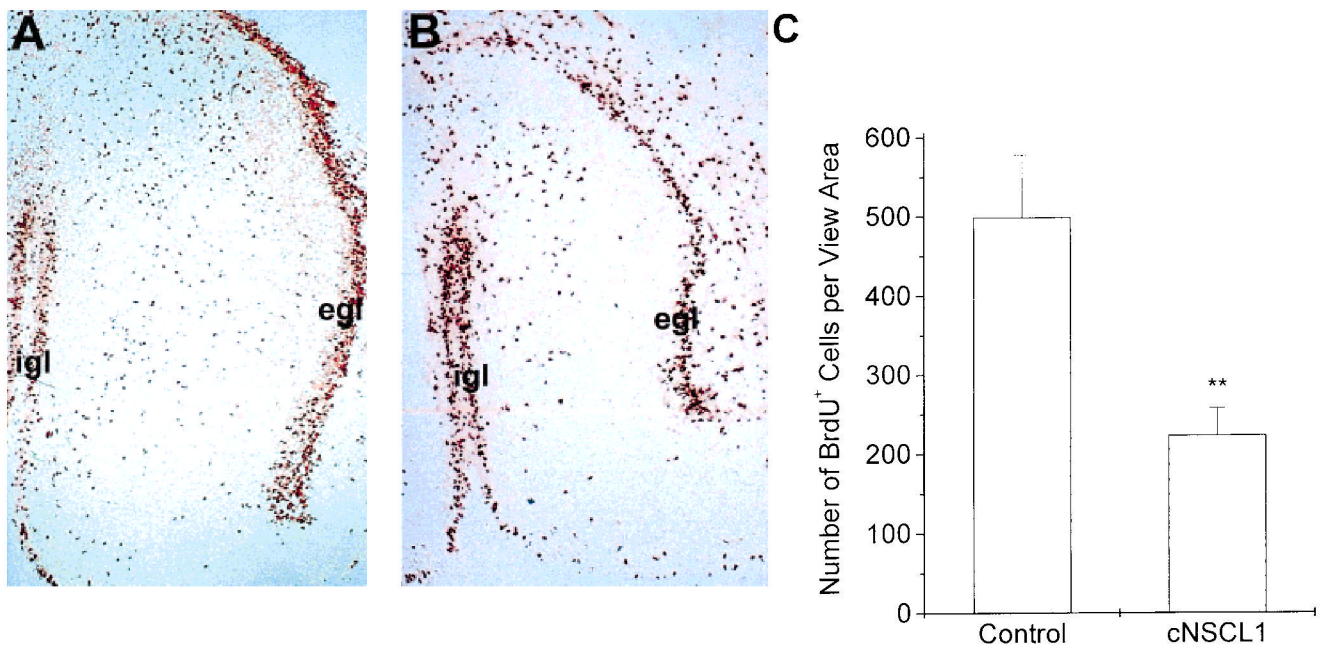 A
B
C
egl
igl
egl
igl
Number of BrdU+ Cells per View Area
600
500
400
300
200
100
0
**
Control
cNSCL1